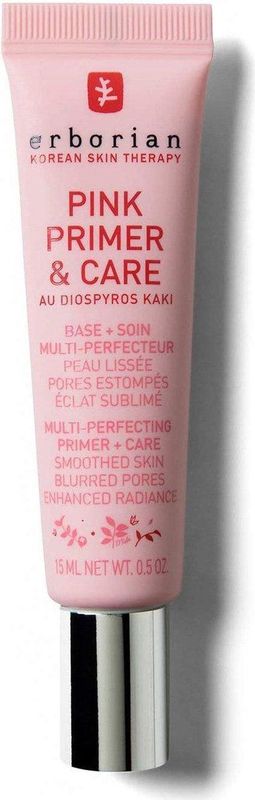 erborian
KOREAN SKIN THERAPY
PINK
PRIMER
& CARE
AU DIOSPYROS KAKI
BASE + SOIN
MULTI-PERFECTEUR
PEAU LISSÉE
PORES ESTOMPÉS
ÉCLAT SUBLIMÉ
MULTI-PERFECTING
PRIMER + CARE
SMOOTHED SKIN
BLURRED PORES
ENHANCED RADIANCE
15 ML NET WT. 0.5 OZ.